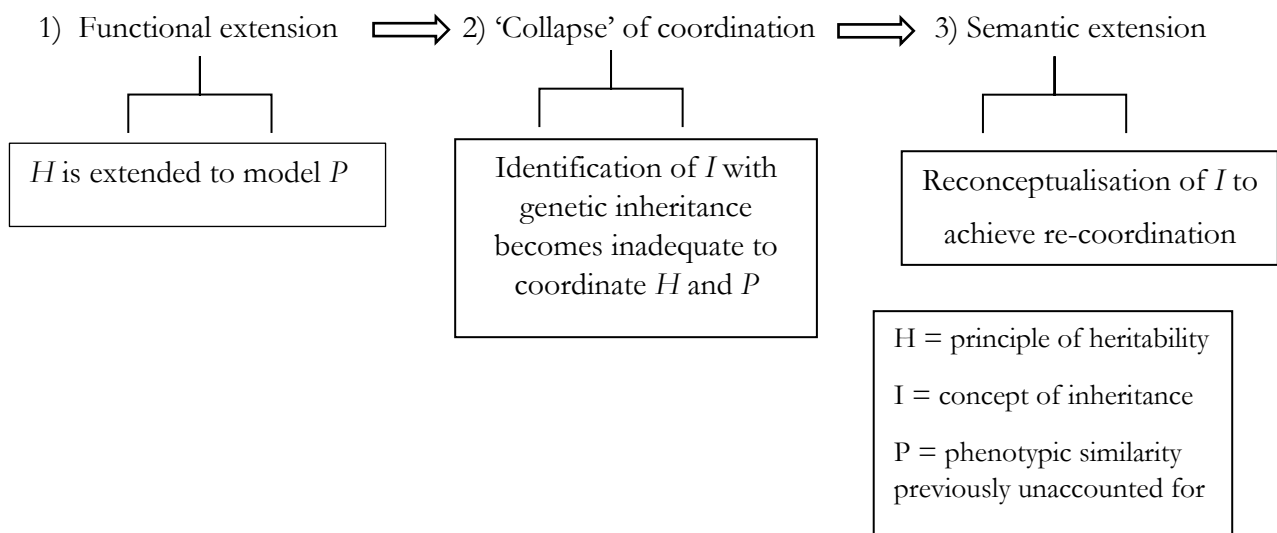 1) Functional extension 2) ‘Collapse’ of coordination 3) Semantic extension
H is extended to model P
Identification of I with
genetic inheritance
becomes inadequate to
coordinate H and P
Reconceptualisation of I to
achieve re-coordination
H = principle of heritability
I = concept of inheritance
P = phenotypic similarity
previously unaccounted for